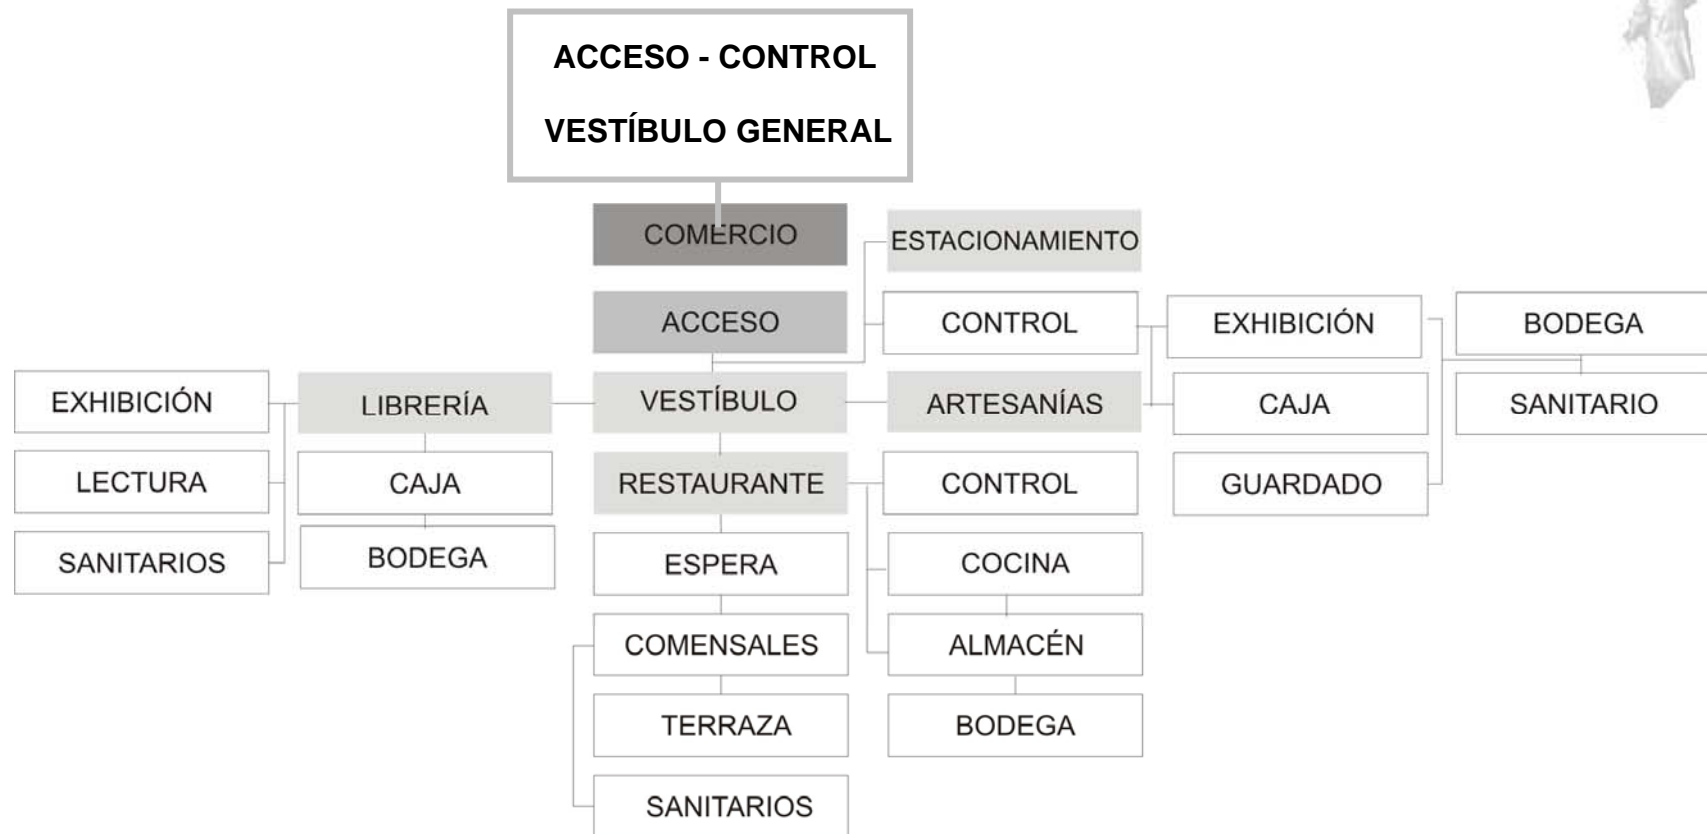 ACCESO - CONTROL
VESTÍBULO GENERAL
COMERCIO
ESTACIONAMIENTO
ACCESO
CONTROL
EXHIBICIÓN
BODEGA
EXHIBICIÓN
LIBRERÍA
VESTÍBULO
ARTESANÍAS
CAJA
SANITARIO
LECTURA
CAJA
RESTAURANTE
CONTROL
GUARDADO
SANITARIOS
BODEGA
ESPERA
COCINA
COMENSALES
ALMACÉN
TERRAZA
BODEGA
SANITARIOS